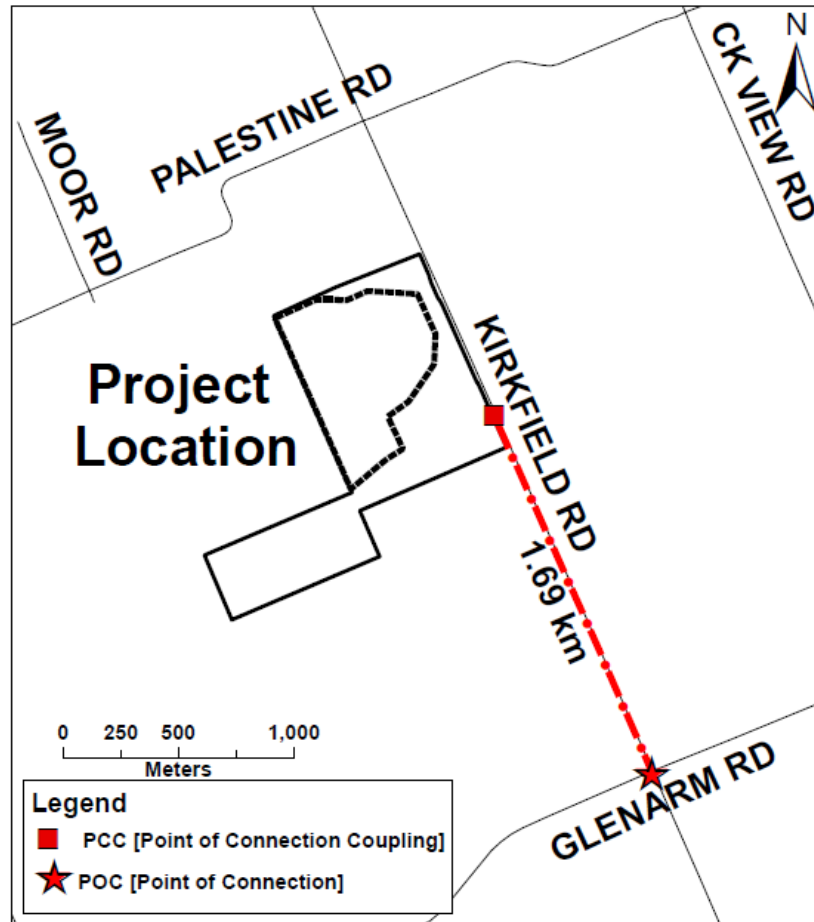 N
PALESTINE RD
CK VIEW RD
MOOR RD
KIRKFIELD RD
Project
Location
1.69 km
0 250 500 1,000
Meters
GLENARM RD
Legend
PCC [Point of Connection Coupling]
POC [Point of Connection]